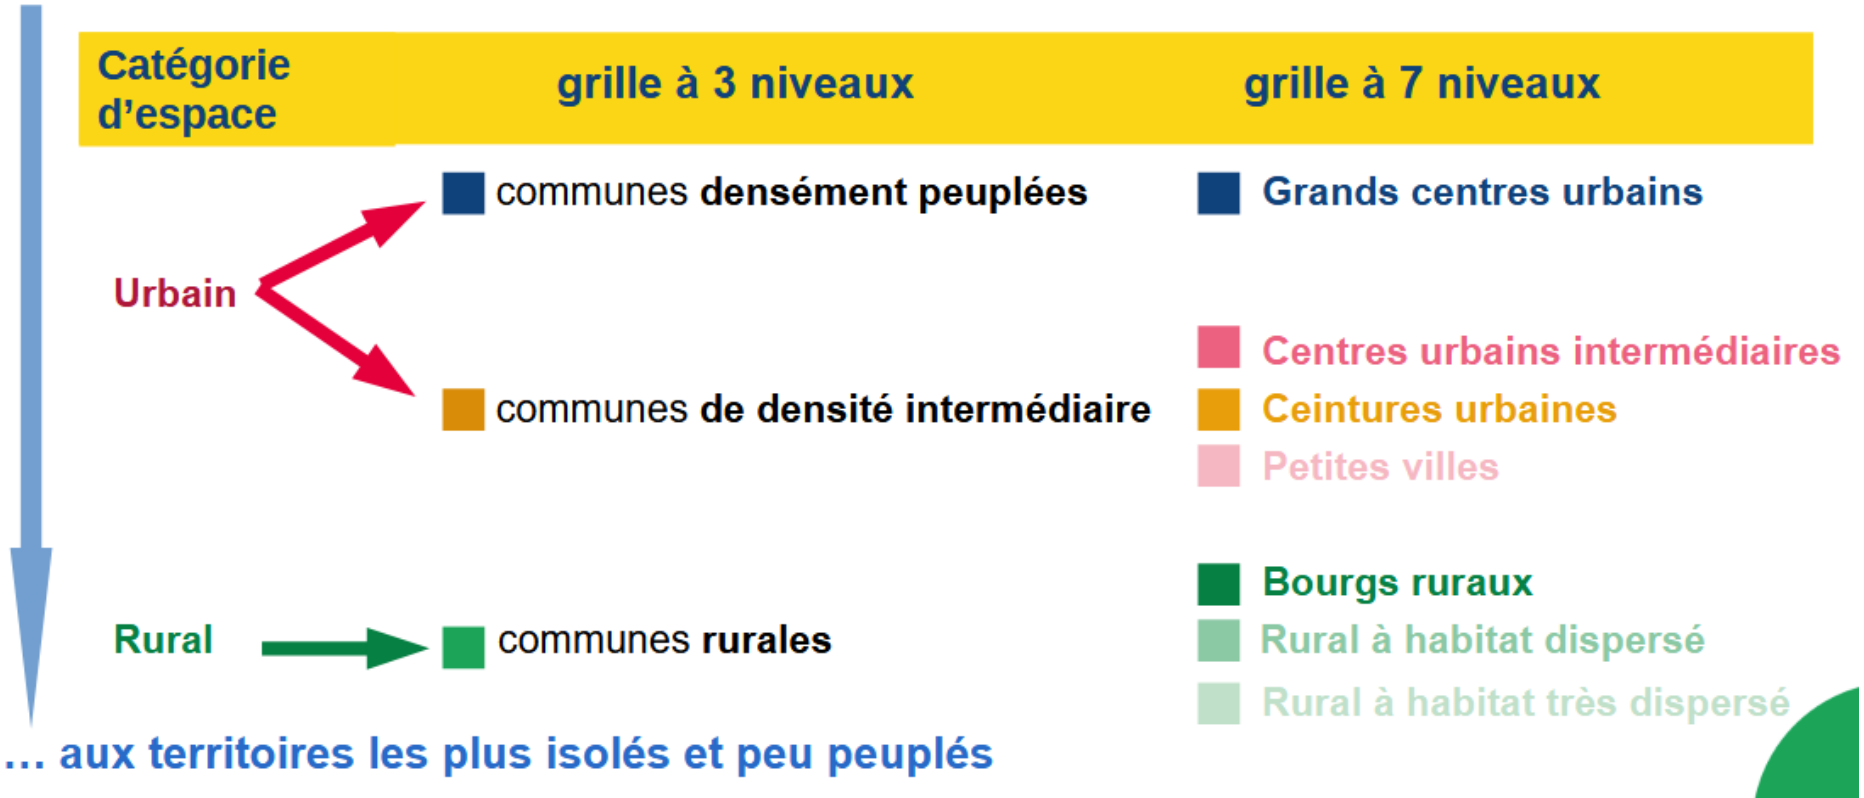 Catégorie
d’espace
grille à 3 niveaux
grille à 7 niveaux
communes densément peuplées
Grands centres urbains
Urbain
Centres urbains intermédiaires
communes de densité intermédiaire
Ceintures urbaines
Petites villes
Bourgs ruraux
Rural
communes rurales
Rural à habitat dispersé
Rural à habitat très dispersé
... aux territoires les plus isolés et peu peuplés